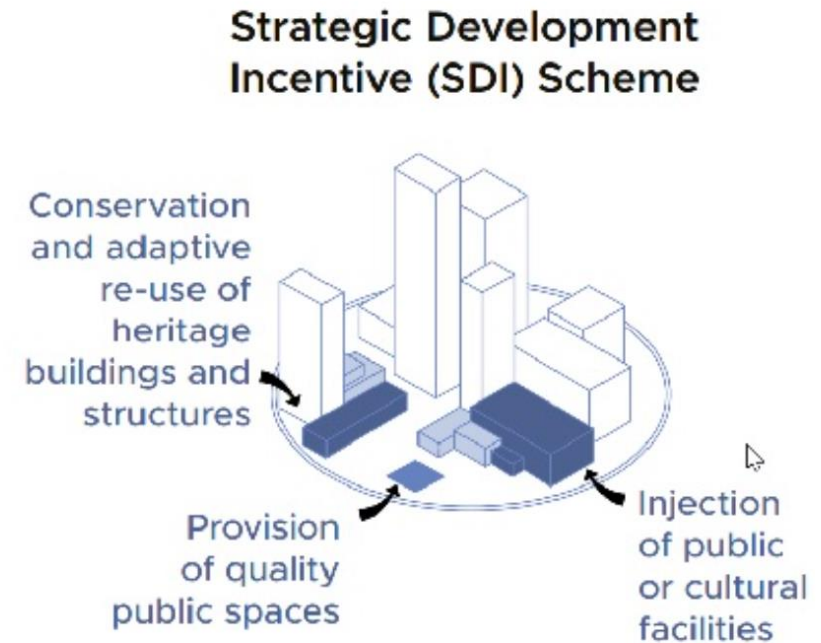 Strategic Development
Incentive (SDI) Scheme
Conservation
and adaptive
re-use of
heritage
buildings and
structures
Provision
of quality
public spaces
Injection
of public
or cultural
facilities